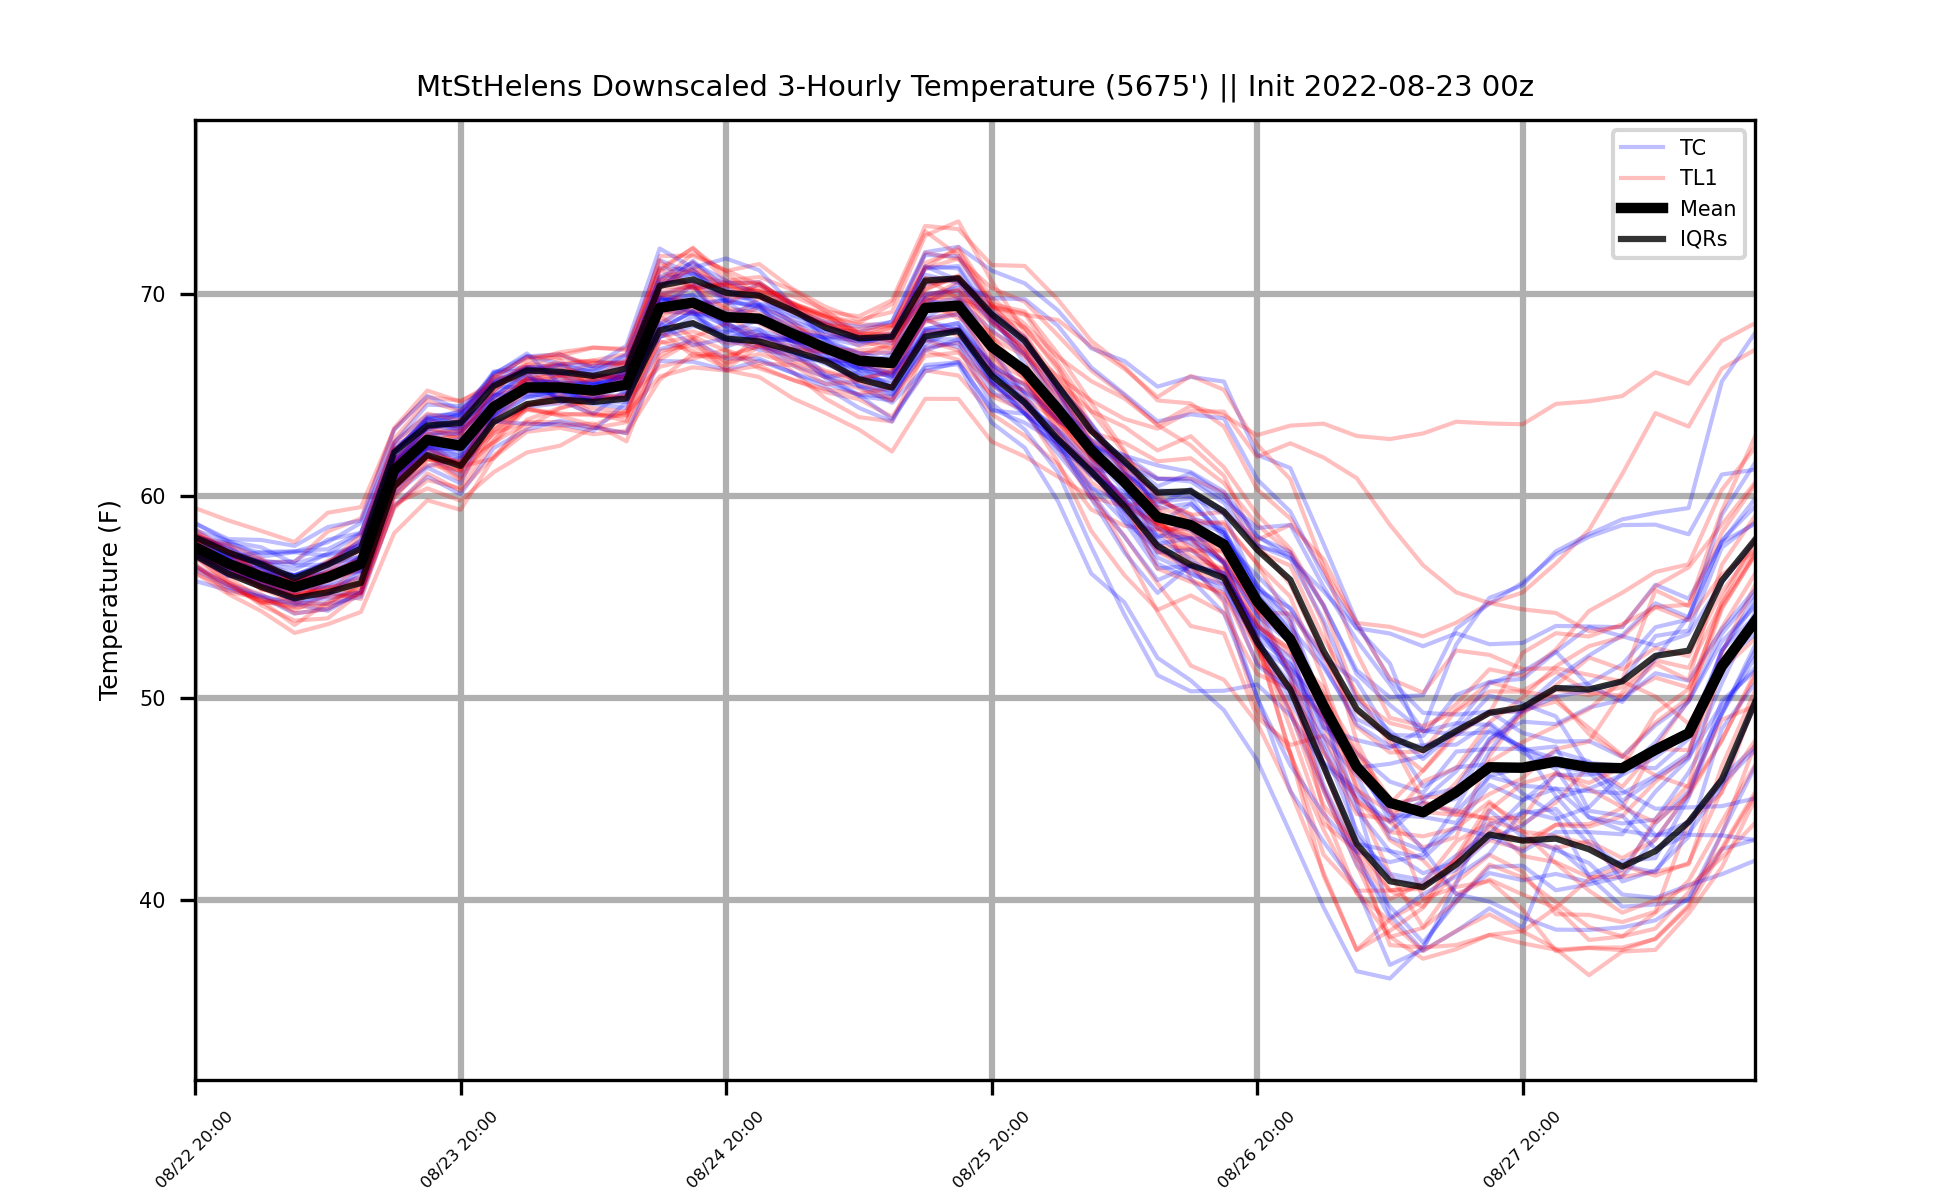 MtStHelens Downscaled 3-Hourly Temperature (5675') || Init 2022-08-23 00z
TC
TL1
Mean
IQRs
Temperature (F)
70
60
50
40
08/22 20:00
08/23 20:00
08/24 20:00
08/25 20:00
08/26 20:00
08/27 20:00